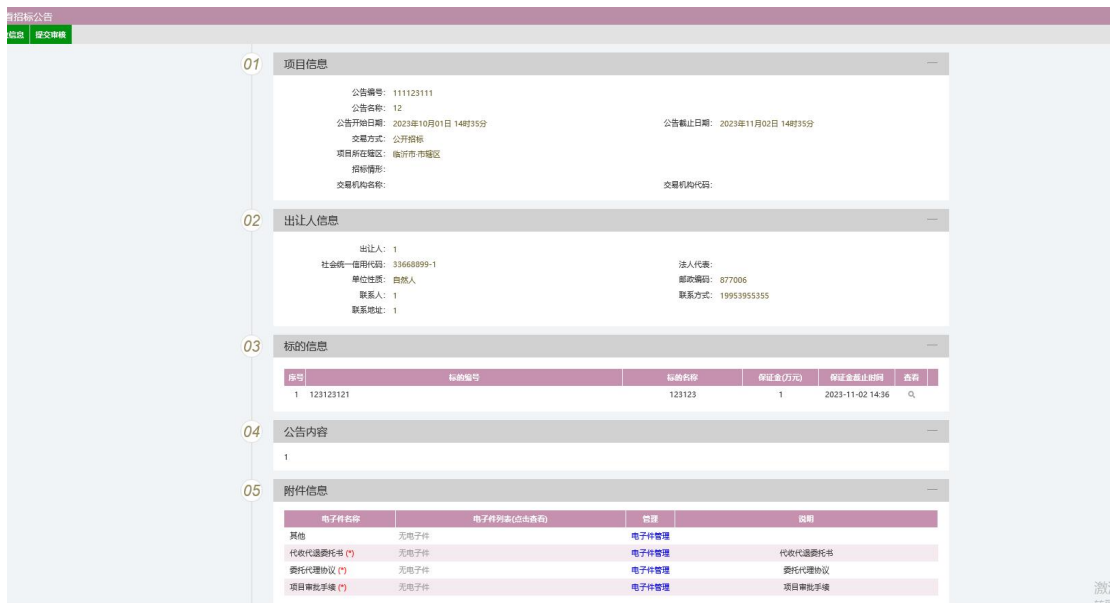 看招标公告
信息 提交审核
01 项目信息
公告编号： 111123111
公告名称： 12
公告开始日期： 2023年10月01日 14时35分 公告截止日期： 2023年11月02日 14时35分
交易方式： 公开招标
项目所在辖区： 临沂市·市辖区
招标情形：
交易机构名称： 交易机构代码：
02 出让人信息
出让人： 1
社会统一信用代码： 33668899-1 法人代表：
单位性质： 自然人 邮政编码： 877006
联系人： 1 联系方式： 19953955355
联系地址： 1
03 标的信息
序号 标的编号 标的名称 保证金(万元) 保证金截止时间 查看
1 123123121 123123 1 2023-11-02 14:36
04 公告内容
1
05 附件信息
电子件名称 电子件列表(点击查看) 管理 说明
其他 无电子件 电子件管理
代收代退委托书 (*) 无电子件 电子件管理 代收代退委托书
委托代理协议 (*) 无电子件 电子件管理 委托代理协议
项目审批手续 (*) 无电子件 电子件管理 项目审批手续